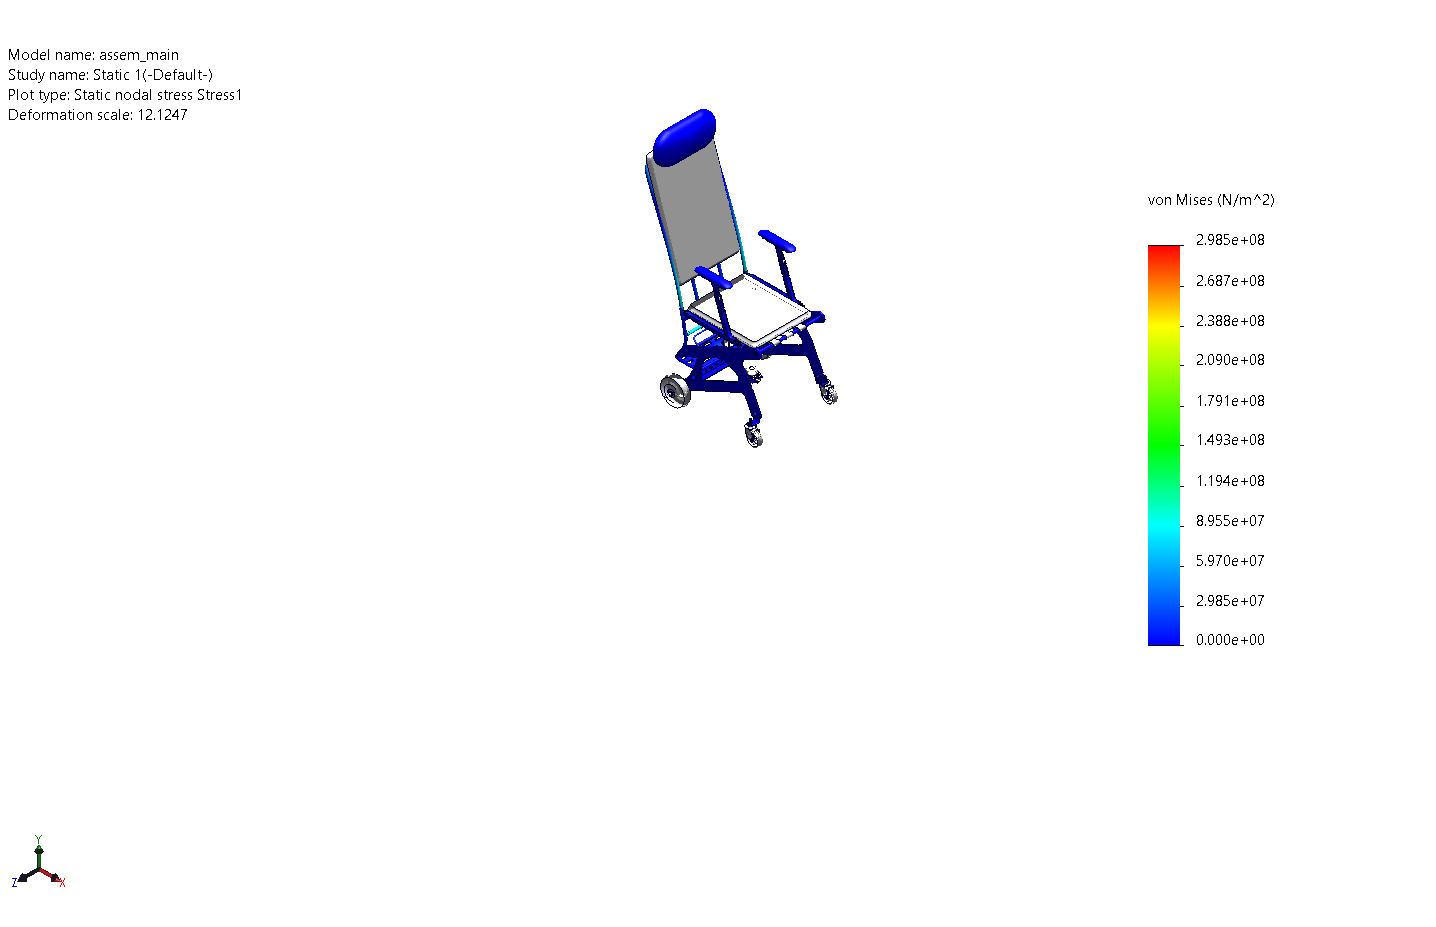 Model name: assem_main
Study name: Static 1(-Default-)
Plot type: Static nodal stress Stress1
Deformation scale: 12.1247
von Mises (N/m^2)
2.985e+08
2.687e+08
2.388e+08
2.090e+08
1.791e+08
1.493e+08
1.194e+08
8.955e+07
5.970e+07
2.985e+07
0.000e+00
Y
Z
X